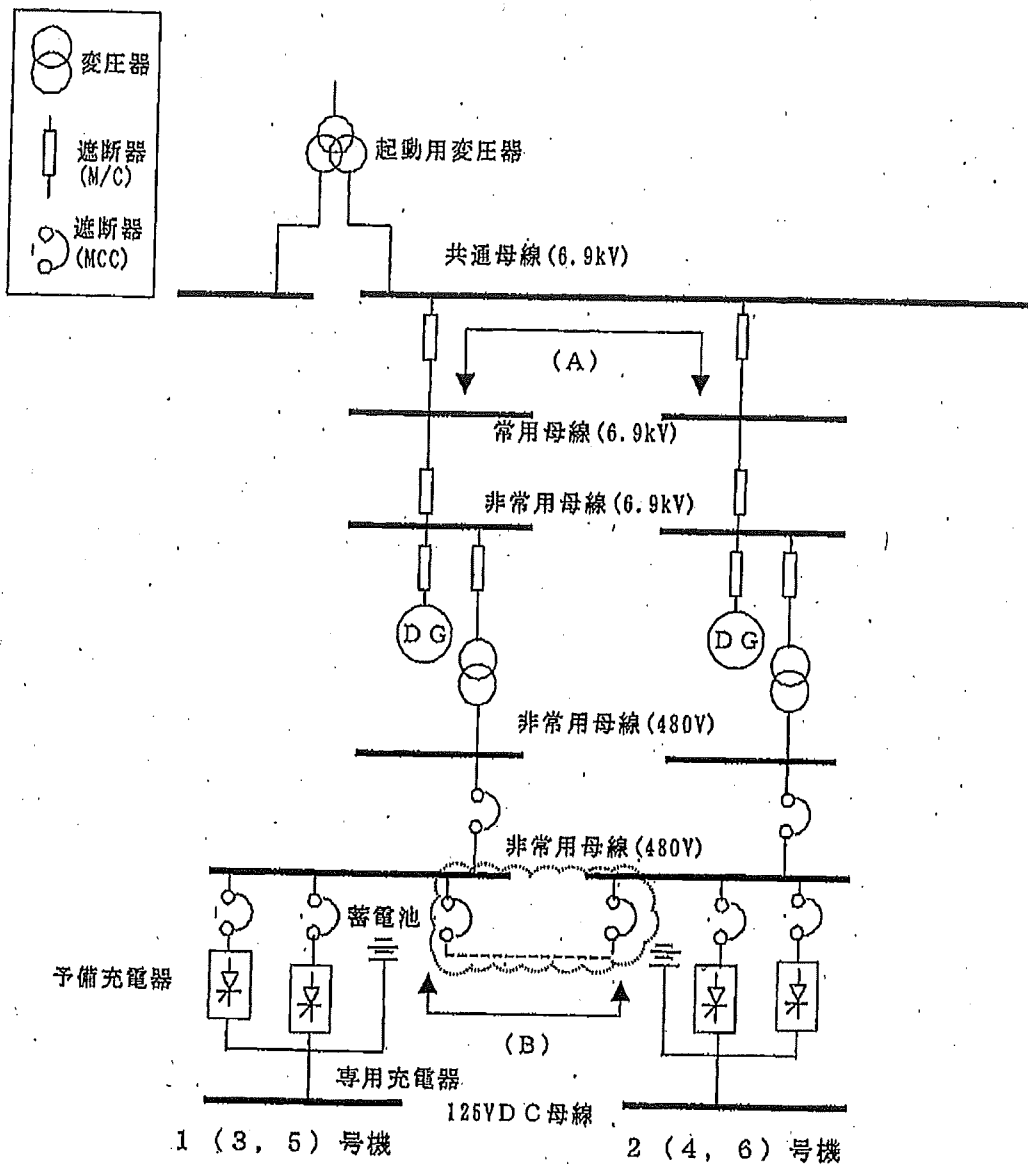 変圧器
遮断器
(M/C)
遮断器
(MCC)
起動用変圧器
共通母線(6.9kV)
(A)
常用母線(6.9kV)
非常用母線(6.9kV)
DG
DG
非常用母線(480V)
非常用母線(480V)
蓄電池
予備充電器
(B)
専用充電器
125VDC母線
1(3,5)号機
2(4,6)号機